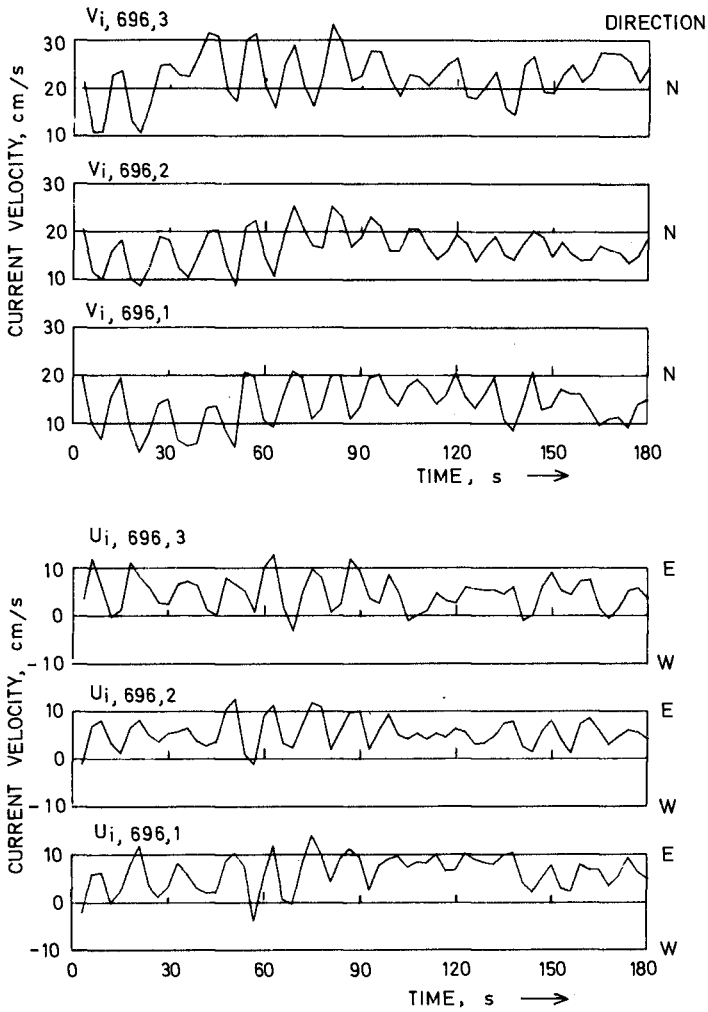 Vi, 696,3
DIRECTION
30
20
10
N
Vi, 696,2
30
20
10
N
CURRENT VELOCITY, cm/s
Vi, 696,1
30
20
10
N
0 30 60 90 120 150 180
TIME, s →
Ui, 696,3
10
0
-10
E
W
Ui, 696,2
10
0
-10
E
W
CURRENT VELOCITY, cm/s
Ui, 696,1
10
0
-10
E
W
0 30 60 90 120 150 180
TIME, s →